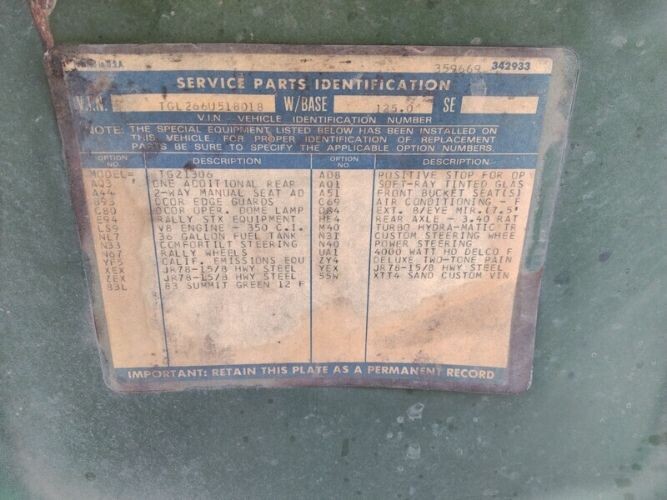 IN U.S.A. 359669 342933
SERVICE PARTS IDENTIFICATION
V.I.N. TGL266U518018 W/BASE 125.0 SE
V.I.N. - VEHICLE IDENTIFICATION NUMBER
NOTE: THE SPECIAL EQUIPMENT LISTED BELOW HAS BEEN INSTALLED ON
THIS VEHICLE. FOR PROPER IDENTIFICATION OF REPLACEMENT
PARTS BE SURE TO SPECIFY THE APPLICABLE OPTION NUMBERS.
OPTION NO. DESCRIPTION OPTION NO. DESCRIPTION
MODEL= TG21306 A08 POSITIVE STOP FOR OP
AQ3 ONE ADDITIONAL REAR A01 SOFT-RAY TINTED GLAS
A44 2-WAY MANUAL SEAT AD A51 FRONT BUCKET SEAT(S)
B93 DOOR EDGE GUARDS C69 AIR CONDITIONING - F
C80 DOOR OPER. DOME LAMP D84 EXT. B/EYE MIR.(7.5"
E94 RALLY STX EQUIPMENT HE4 REAR AXLE - 3.40 RAT
LS9 V8 ENGINE - 350 C.I. M40 TURBO HYDRA-MATIC TR
NL7 36 GALLON FUEL TANK N31 CUSTOM STEERING WHEE
N33 COMFORTILT STEERING N40 POWER STEERING
N67 RALLY WHEELS UA1 4000 WATT HD DELCO F
YF5 CALIF. EMISSIONS EQU ZY4 DELUXE TWO-TONE PAIN
XEX JR78-15/B HWY STEEL YEX JR78-15/B HWY STEEL
ZEX JR78-15/B HWY STEEL 55W XTT4 SAND CUSTOM VIN
83L 83 SUMMIT GREEN 12 F
IMPORTANT: RETAIN THIS PLATE AS A PERMANENT RECORD